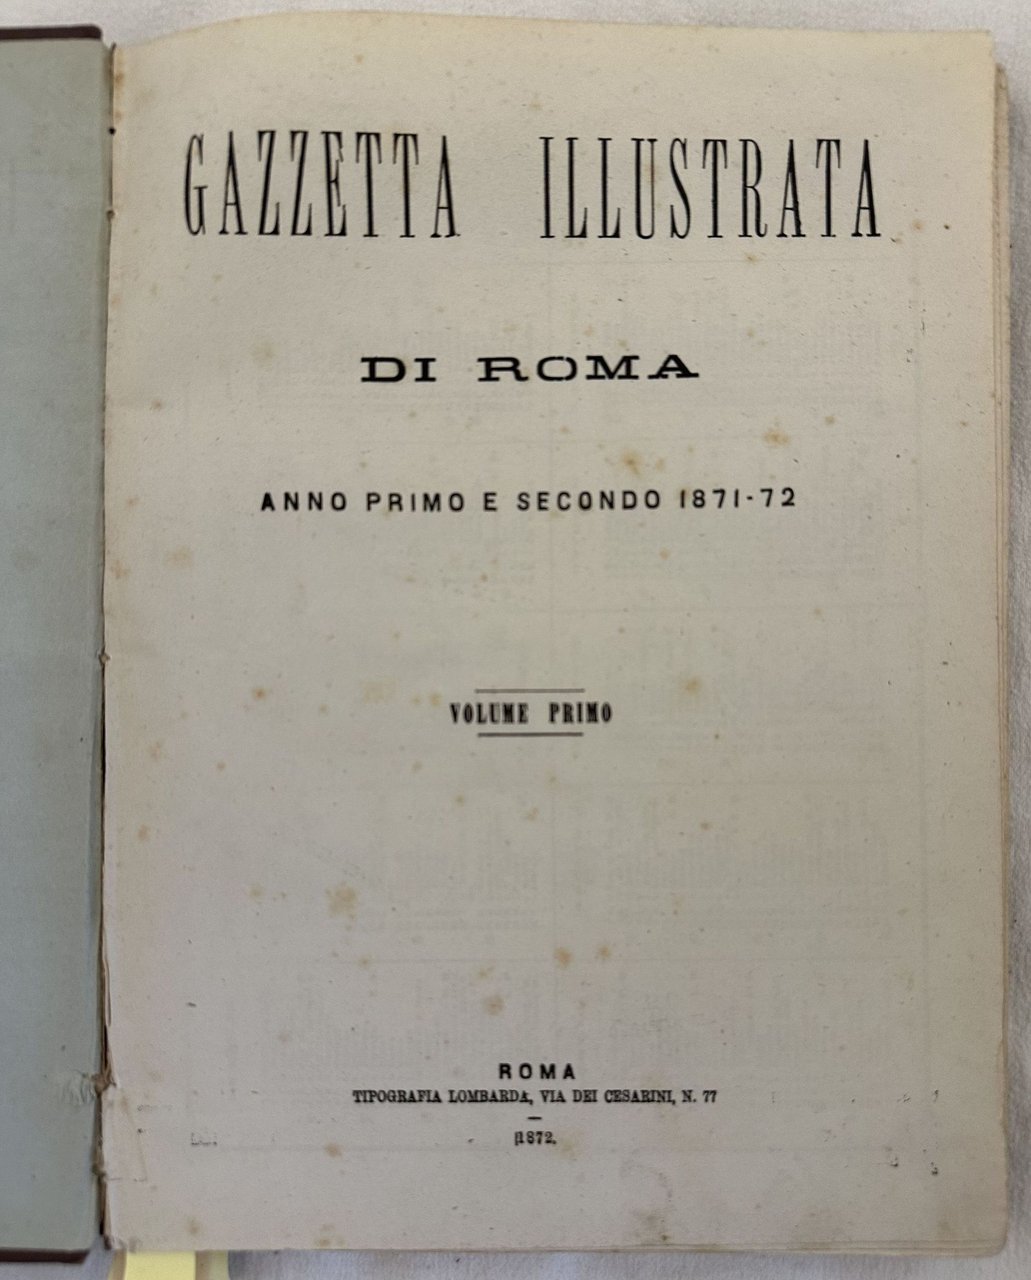 GAZZETTA ILLUSTRATA
DI ROMA
ANNO PRIMO E SECONDO 1871-72
VOLUME PRIMO
ROMA
TIPOGRAFIA LOMBARDA, VIA DEI CESARINI, N. 77
1872.